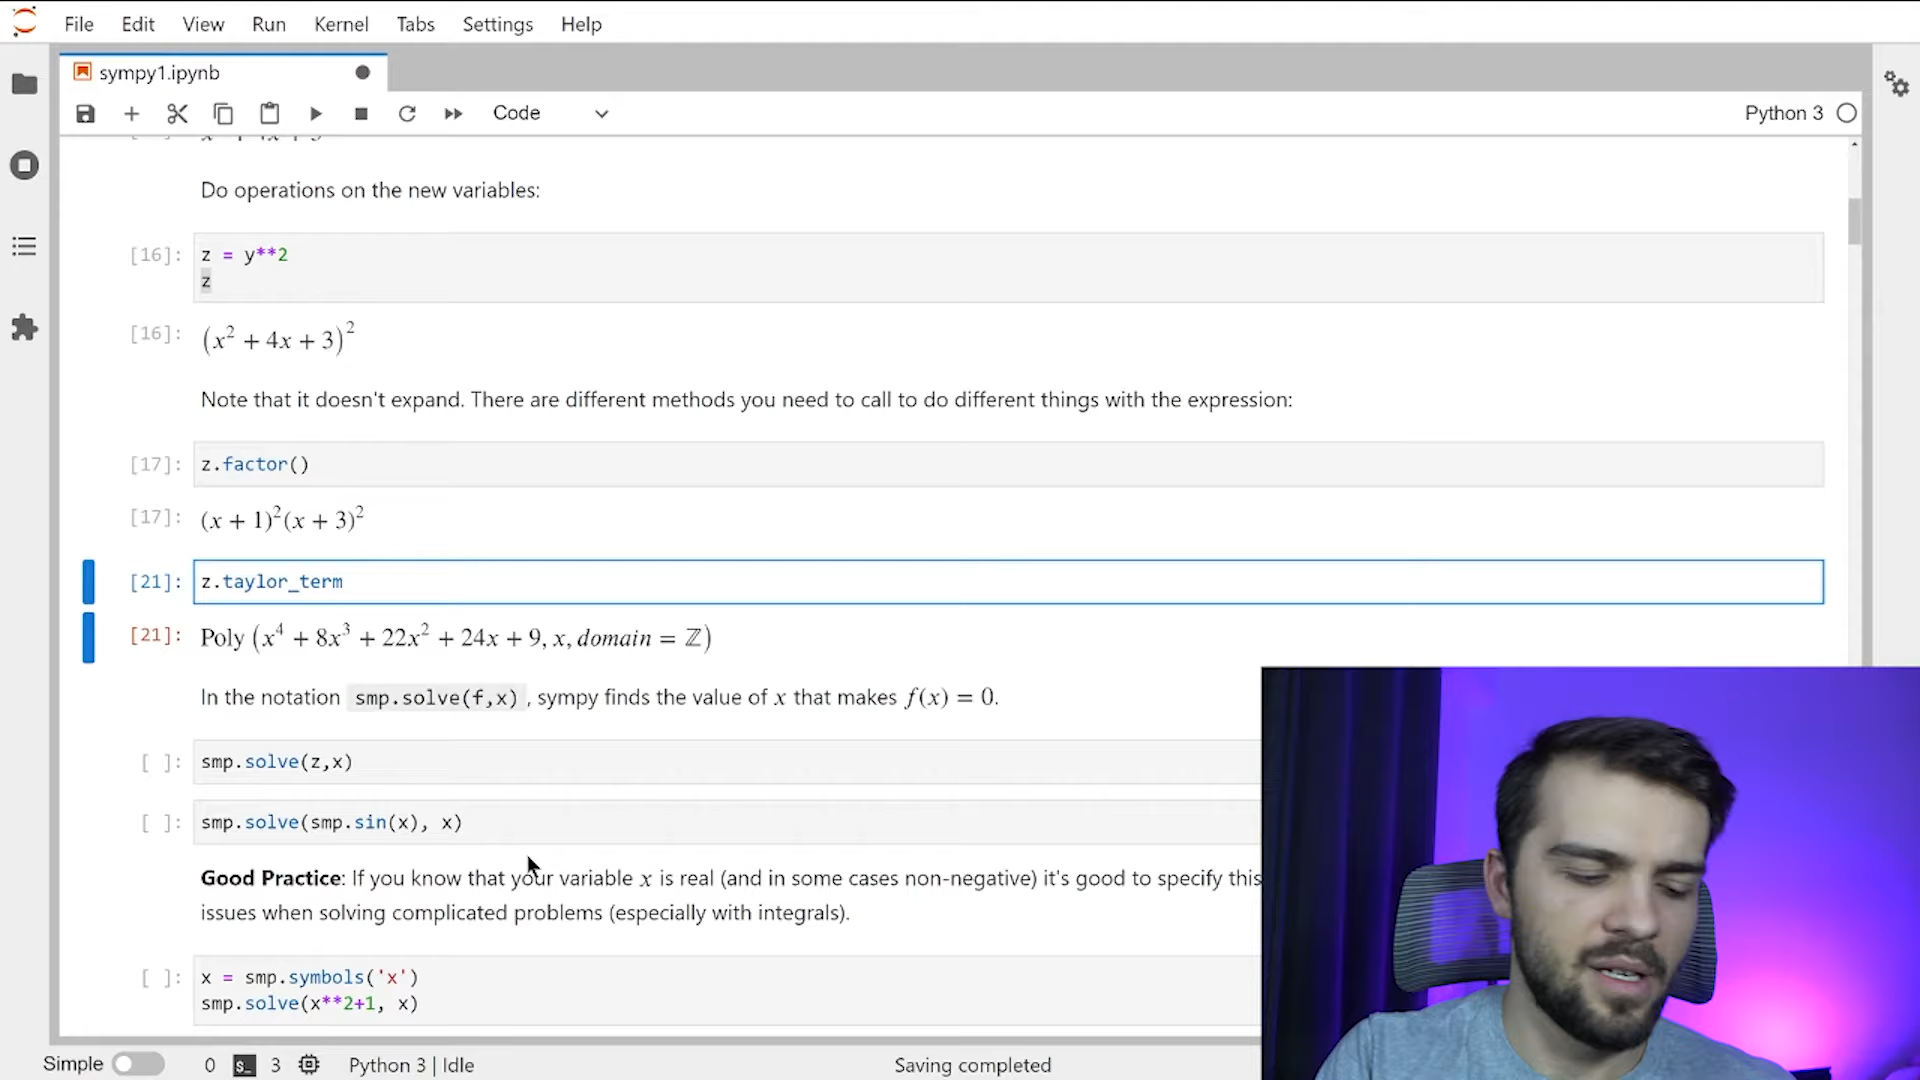 File Edit View Run Kernel Tabs Settings Help
sympy1.ipynb
Code
Python 3
Do operations on the new variables:
[16]: z = y**2
z
[16]: (x² + 4x + 3)²
Note that it doesn't expand. There are different methods you need to call to do different things with the expression:
[17]: z.factor()
[17]: (x + 1)²(x + 3)²
[21]: z.taylor_term
[21]: Poly (x⁴ + 8x³ + 22x² + 24x + 9, x, domain = ℤ)
In the notation smp.solve(f,x) , sympy finds the value of x that makes f(x) = 0.
[ ]: smp.solve(z,x)
[ ]: smp.solve(smp.sin(x), x)
Good Practice: If you know that your variable x is real (and in some cases non-negative) it's good to specify this
issues when solving complicated problems (especially with integrals).
[ ]: x = smp.symbols('x')
smp.solve(x**2+1, x)
Simple 0 $_ 3 Python 3 | Idle Saving completed